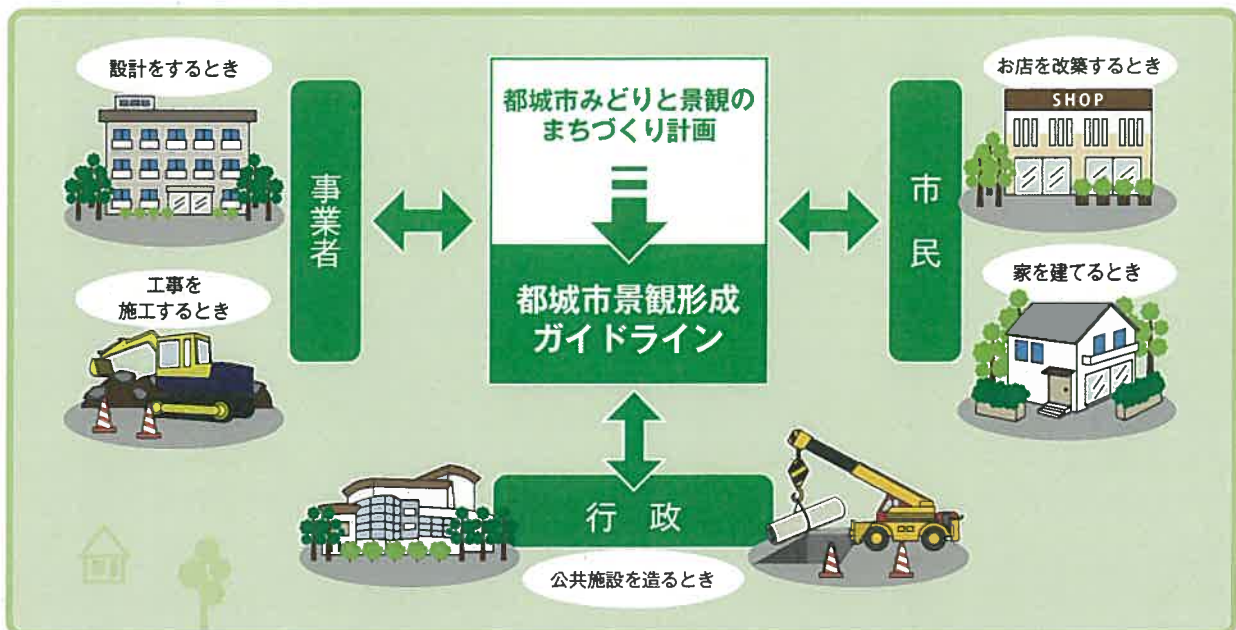 設計をするとき
事業者
工事を
施工するとき
都城市みどりと景観の
まちづくり計画
都城市景観形成
ガイドライン
市民
お店を改築するとき
SHOP
家を建てるとき
行政
公共施設を造るとき